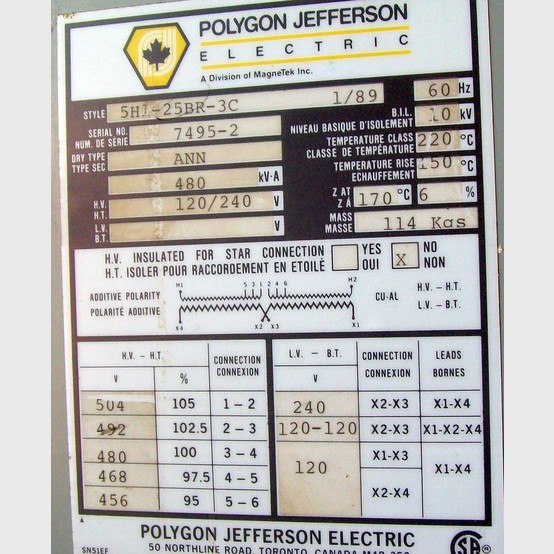 POLYGON JEFFERSON
ELECTRIC
A Division of MagneTek Inc.
STYLE 5H1-25BR-3C 1/89 60 Hz
SERIAL NO. NUM. DE SÉRIE 7495-2
B.I.L. NIVEAU BASIQUE D'ISOLEMENT 10 kV
DRY TYPE TYPE SEC ANN
TEMPERATURE CLASS CLASSE DE TEMPÉRATURE 220 °C
kV·A
TEMPERATURE RISE ECHAUFFEMENT 150 °C
H.V. H.T. 480 V
Z AT Z À 170 °C 6 %
L.V. B.T. 120/240 V
MASS MASSE 114 Kgs
H.V. INSULATED FOR STAR CONNECTION YES NO
H.T. ISOLER POUR RACCORDEMENT EN ETOILÉ OUI X NON
H1 5 3 1 2 4 6 H2
ADDITIVE POLARITY
POLARITÉ ADDITIVE
CU-AL
H.V. - H.T.
L.V. - B.T.
X4 X2 X3 X1
H.V. - H.T. CONNECTION CONNEXION
V %
504 105 1-2
492 102.5 2-3
480 100 3-4
468 97.5 4-5
456 95 5-6
L.V. - B.T. CONNECTION CONNEXION LEADS BORNES
V
240 X2-X3 X1-X4
120-120 X2-X3 X1-X2-X4
120 X1-X3 X1-X4
X2-X4
POLYGON JEFFERSON ELECTRIC
SN51EF 50 NORTHLINE ROAD, TORONTO, CANADA